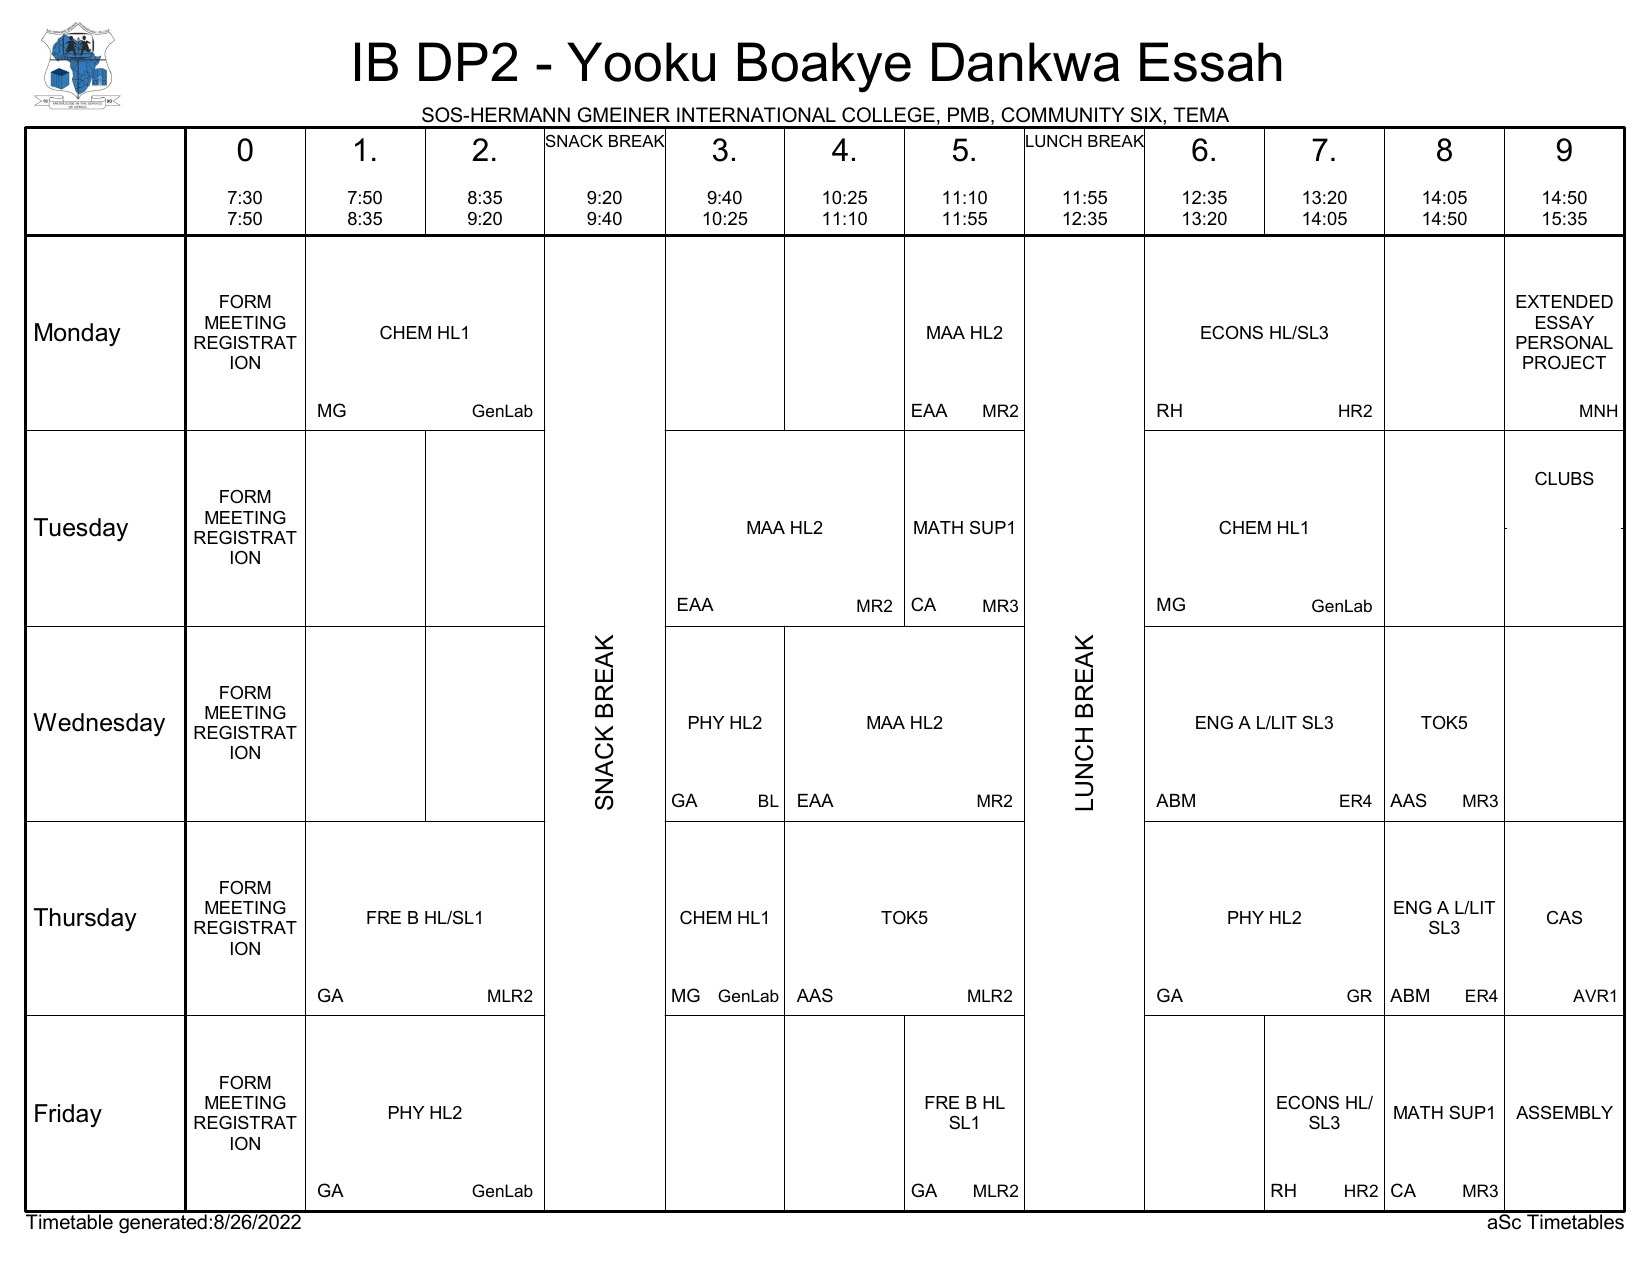 IB DP2 - Yooku Boakye Dankwa Essah
SOS-HERMANN GMEINER INTERNATIONAL COLLEGE, PMB, COMMUNITY SIX, TEMA
0 1. 2. SNACK BREAK 3. 4. 5. LUNCH BREAK 6. 7. 8 9
7:30 7:50 8:35 9:20 9:40 10:25 11:10 11:55 12:35 13:20 14:05 14:50
7:50 8:35 9:20 9:40 10:25 11:10 11:55 12:35 13:20 14:05 14:50 15:35
SNACK BREAK
LUNCH BREAK
Monday
FORM
MEETING
REGISTRAT
ION
CHEM HL1
MG GenLab
MAA HL2
EAA MR2
ECONS HL/SL3
RH HR2
EXTENDED
ESSAY
PERSONAL
PROJECT
MNH
Tuesday
FORM
MEETING
REGISTRAT
ION
MAA HL2
EAA MR2
MATH SUP1
CA MR3
CHEM HL1
MG GenLab
CLUBS
Wednesday
FORM
MEETING
REGISTRAT
ION
PHY HL2
GA BL
MAA HL2
EAA MR2
ENG A L/LIT SL3
ABM ER4
TOK5
AAS MR3
Thursday
FORM
MEETING
REGISTRAT
ION
FRE B HL/SL1
GA MLR2
CHEM HL1
MG GenLab
TOK5
AAS MLR2
PHY HL2
GA GR
ENG A L/LIT
SL3
ABM ER4
CAS
AVR1
Friday
FORM
MEETING
REGISTRAT
ION
PHY HL2
GA GenLab
FRE B HL
SL1
GA MLR2
ECONS HL/
SL3
RH HR2
MATH SUP1
CA MR3
ASSEMBLY
Timetable generated:8/26/2022
aSc Timetables